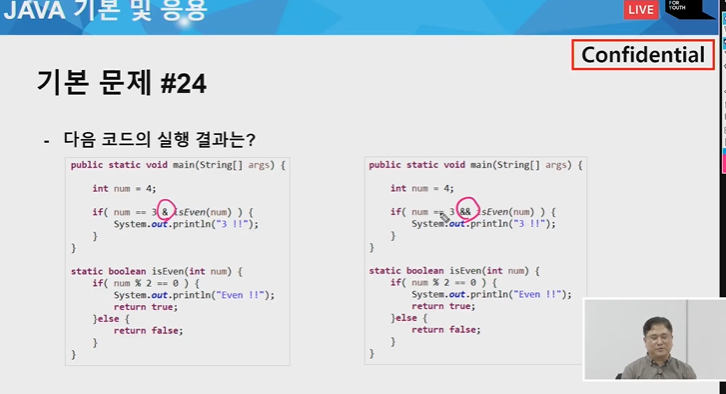 JAVA 기본 및 응용
LIVE
FOR
YOUTH
Confidential
기본 문제 #24
- 다음 코드의 실행 결과는?
public static void main(String[] args) {
int num = 4;
if( num == 3 & isEven(num) ) {
System.out.println("3 !!");
}
}
static boolean isEven(int num) {
if( num % 2 == 0 ) {
System.out.println("Even !!");
return true;
}else {
return false;
}
}
public static void main(String[] args) {
int num = 4;
if( num == 3 && isEven(num) ) {
System.out.println("3 !!");
}
}
static boolean isEven(int num) {
if( num % 2 == 0 ) {
System.out.println("Even !!");
return true;
}else {
return false;
}
}